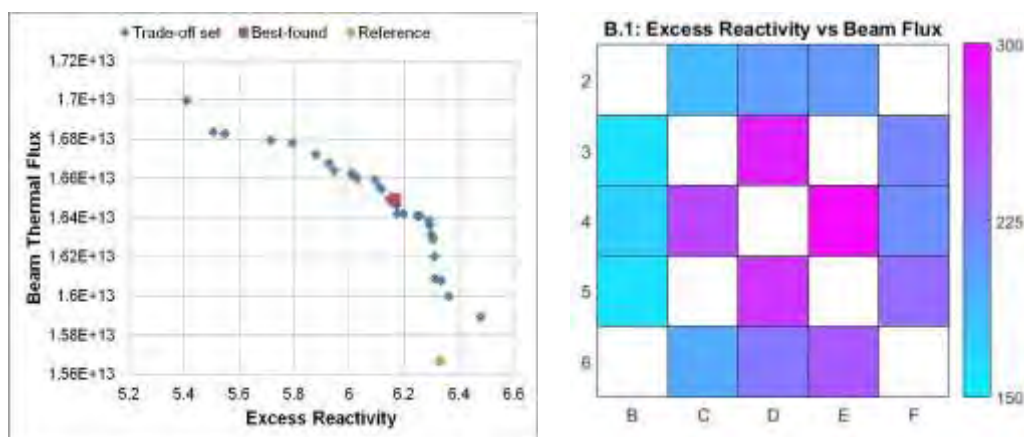 Trade-off set Best-found Reference
1.72E+13
1.7E+13
1.68E+13
1.66E+13
1.64E+13
1.62E+13
1.6E+13
1.58E+13
1.56E+13
Beam Thermal Flux
5.2 5.4 5.6 5.8 6 6.2 6.4 6.6
Excess Reactivity
B.1: Excess Reactivity vs Beam Flux
2
3
4
5
6
B C D E F
300
225
150